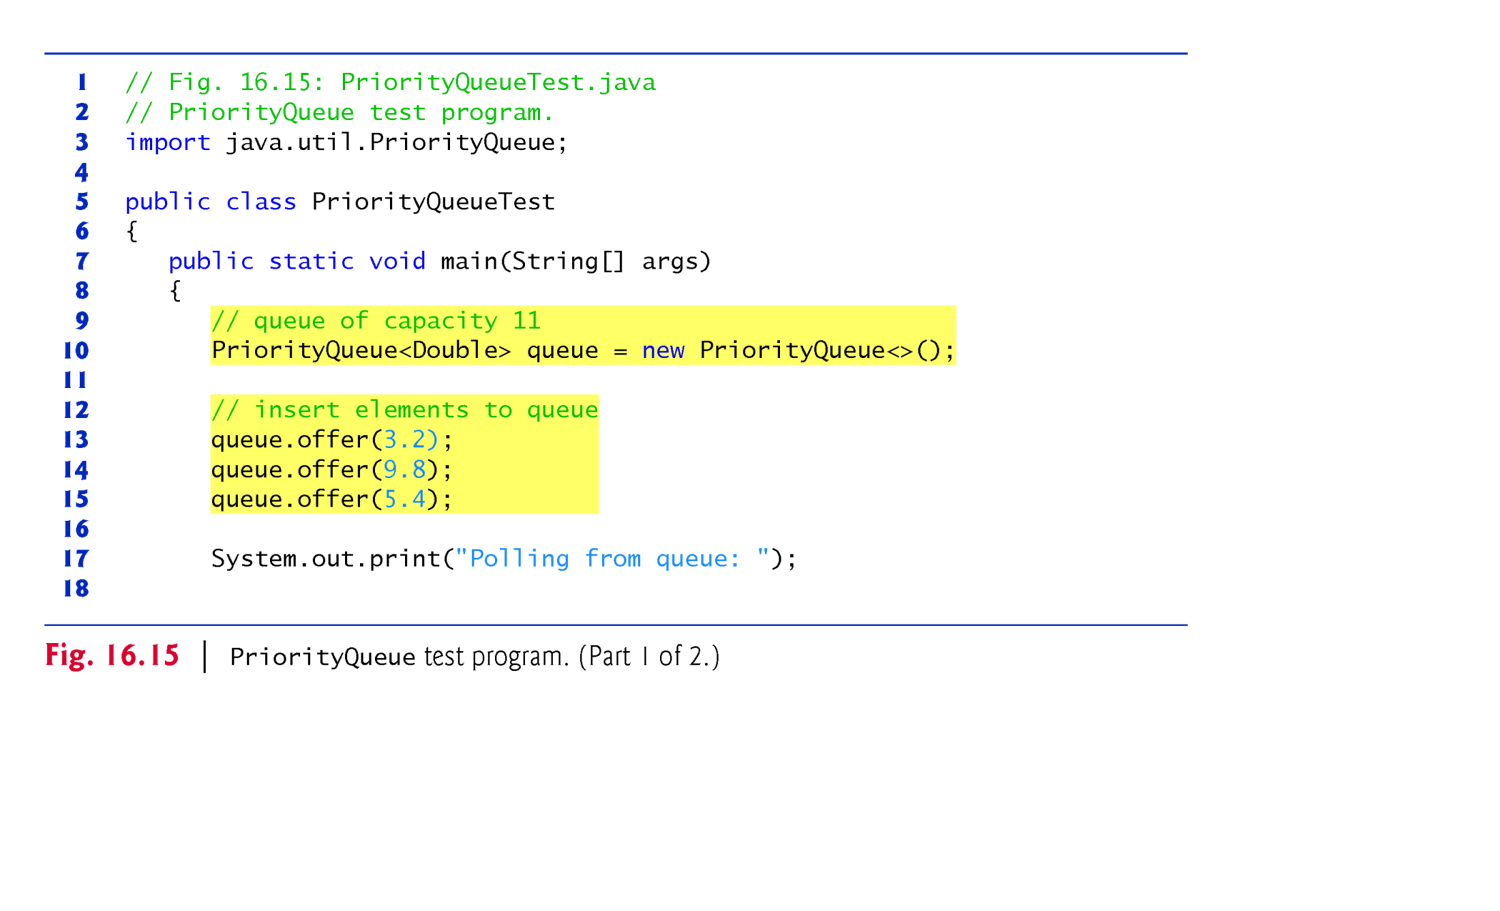 1 // Fig. 16.15: PriorityQueueTest.java
2 // PriorityQueue test program.
3 import java.util.PriorityQueue;
4
5 public class PriorityQueueTest
6 {
7    public static void main(String[] args)
8    {
9       // queue of capacity 11
10       PriorityQueue<Double> queue = new PriorityQueue<>();
11
12       // insert elements to queue
13       queue.offer(3.2);
14       queue.offer(9.8);
15       queue.offer(5.4);
16
17       System.out.print("Polling from queue: ");
18
Fig. 16.15 | PriorityQueue test program. (Part 1 of 2.)